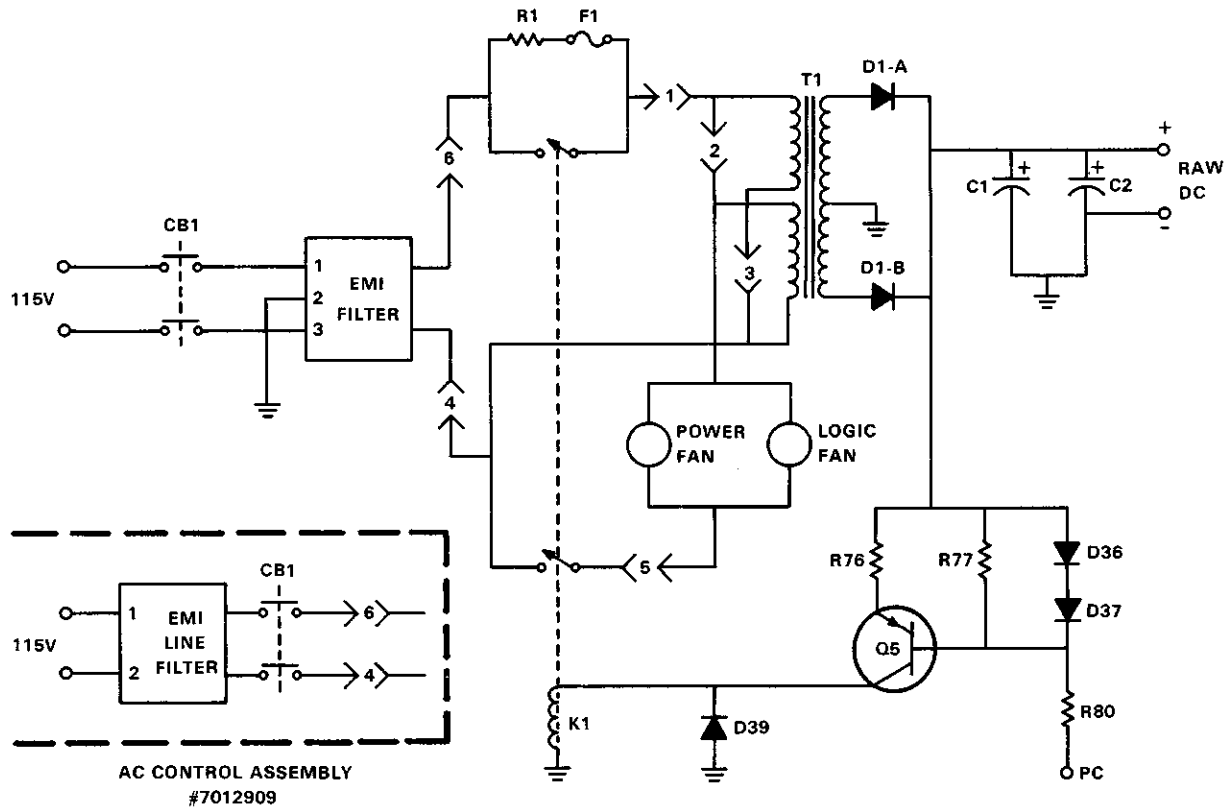 R1
F1
1
T1
D1-A
2
6
+
+
+
RAW
DC
-
C1
C2
CB1
115V
1
2
3
EMI
FILTER
3
D1-B
4
POWER
FAN
LOGIC
FAN
R76
R77
D36
D37
5
CB1
115V
1
2
EMI
LINE
FILTER
6
4
Q5
K1
D39
R80
PC
AC CONTROL ASSEMBLY
#7012909